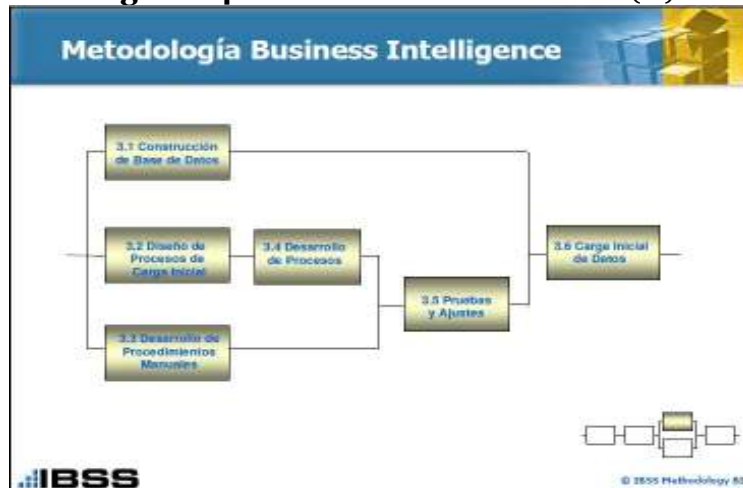 Metodología Business Intelligence
3.1 Construcción
de Base de Datos
3.2 Diseño de
Procesos de
Carga Inicial
3.4 Desarrollo
de Procesos
3.6 Carga Inicial
de Datos
3.5 Pruebas
y Ajustes
3.3 Desarrollo de
Procedimientos
Manuales
IBSS
© IBSS Methodology